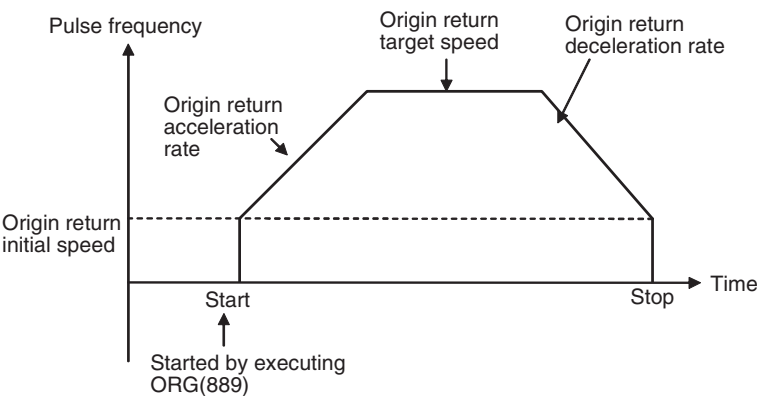 Pulse frequency
Origin return
target speed
Origin return
deceleration rate
Origin return
acceleration
rate
Origin return
initial speed
Time
Start
Stop
Started by executing
ORG(889)